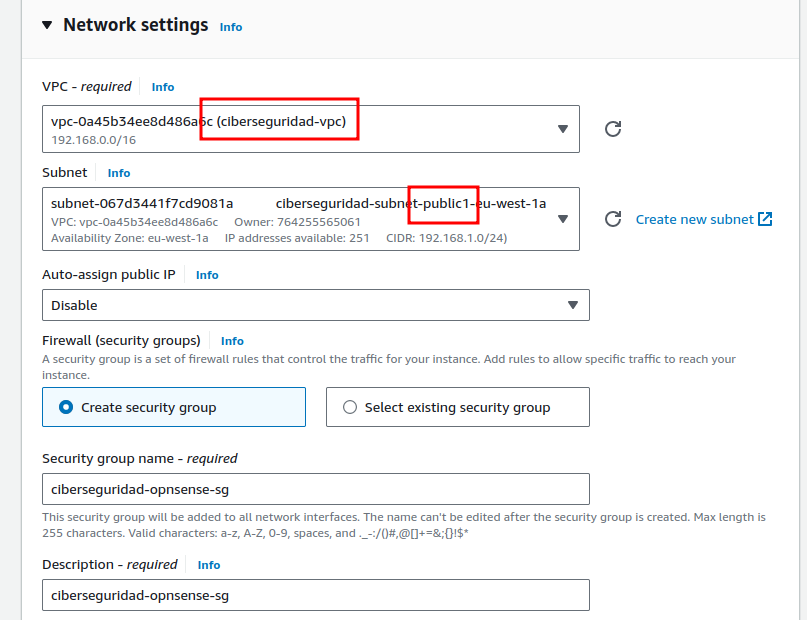 Network settings Info
VPC - required Info
vpc-0a45b34ee8d486a6c (ciberseguridad-vpc)
192.168.0.0/16
Subnet Info
subnet-067d3441f7cd9081a ciberseguridad-subnet-public1-eu-west-1a
VPC: vpc-0a45b34ee8d486a6c Owner: 764255565061
Availability Zone: eu-west-1a IP addresses available: 251 CIDR: 192.168.1.0/24)
Create new subnet
Auto-assign public IP Info
Disable
Firewall (security groups) Info
A security group is a set of firewall rules that control the traffic for your instance. Add rules to allow specific traffic to reach your
instance.
Create security group
Select existing security group
Security group name - required
ciberseguridad-opnsense-sg
This security group will be added to all network interfaces. The name can't be edited after the security group is created. Max length is
255 characters. Valid characters: a-z, A-Z, 0-9, spaces, and ._-:/()#,@[]+=&;{}!$*
Description - required Info
ciberseguridad-opnsense-sg